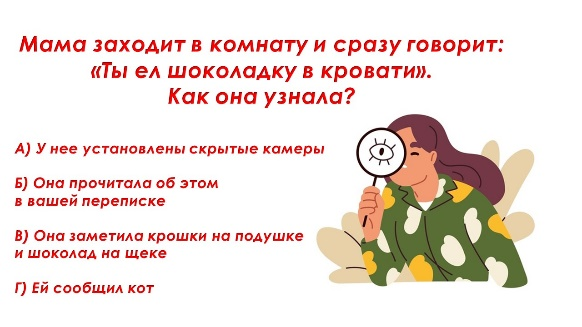 Мама заходит в комнату и сразу говорит:
«Ты ел шоколадку в кровати».
Как она узнала?
А) У нее установлены скрытые камеры
Б) Она прочитала об этом
в вашей переписке
В) Она заметила крошки на подушке
и шоколад на щеке
Г) Ей сообщил кот